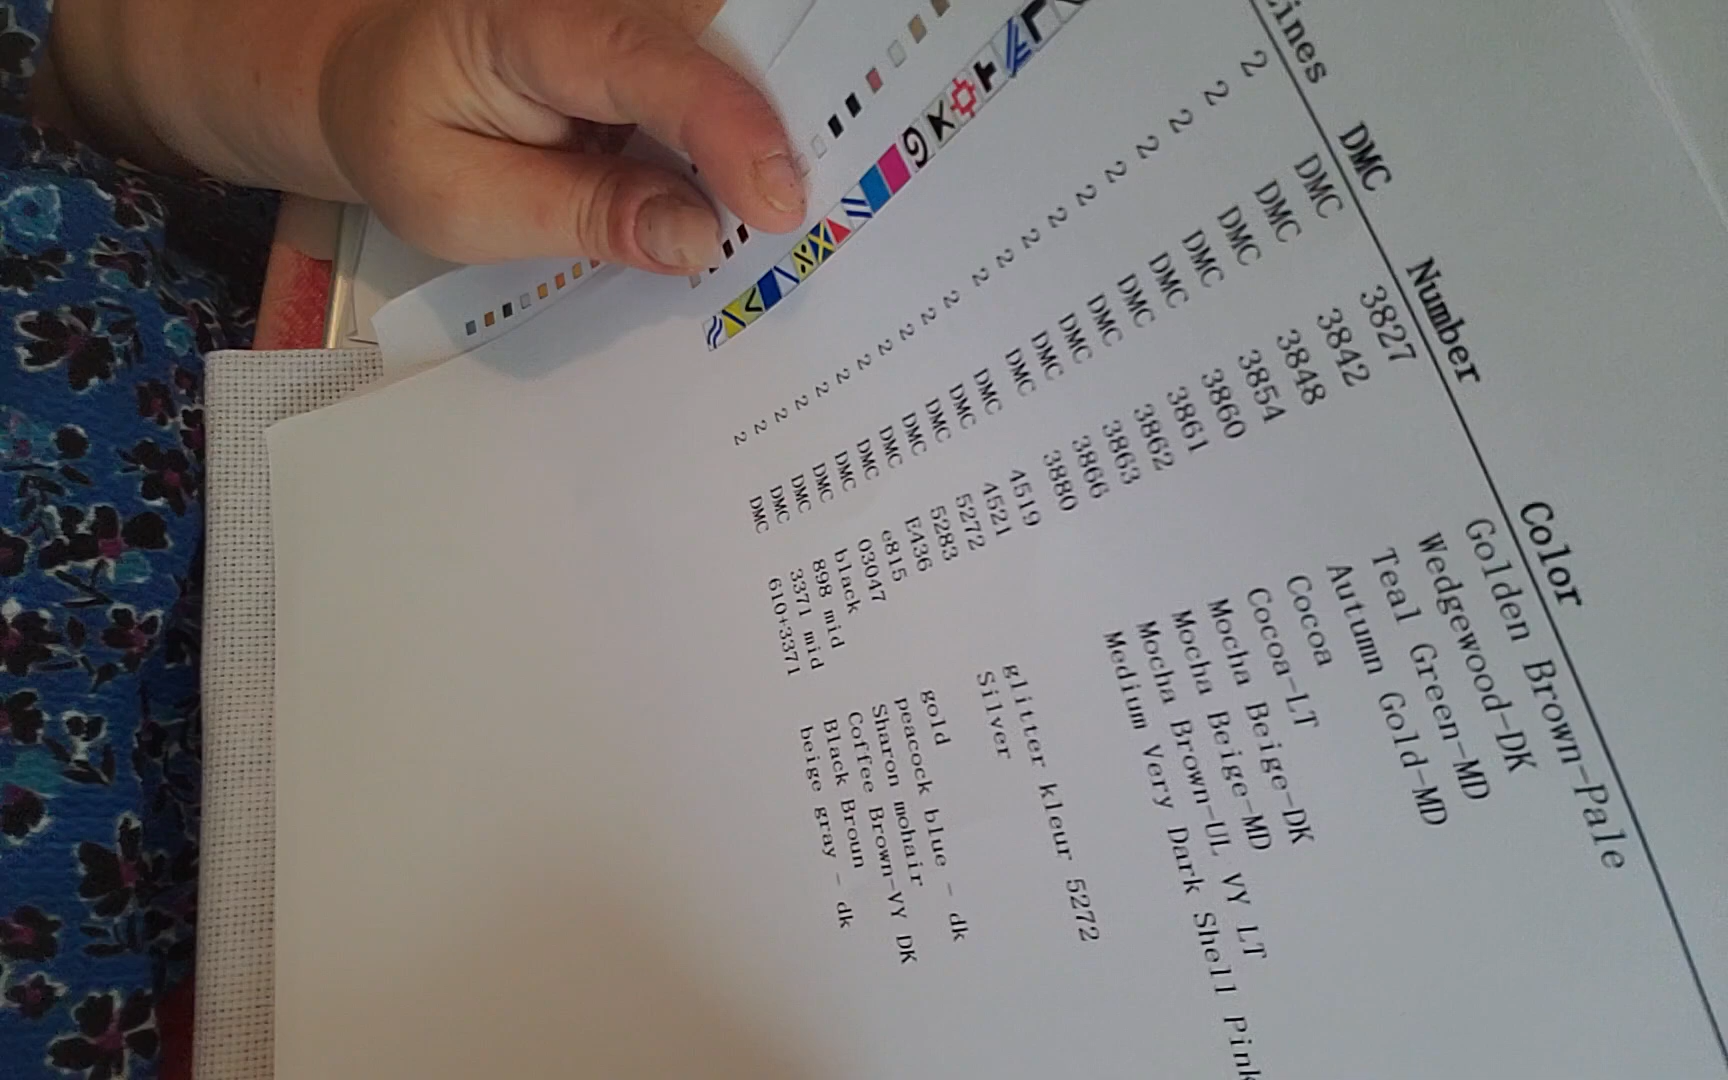 Lines DMC Number Color
2 DMC 3827 Golden Brown-Pale
2 DMC 3842 Wedgewood-DK
2 DMC 3848 Teal Green-MD
2 DMC 3854 Autumn Gold-MD
2 DMC 3860 Cocoa
2 DMC 3861 Cocoa-LT
2 DMC 3862 Mocha Beige-DK
2 DMC 3863 Mocha Beige-MD
2 DMC 3866 Mocha Brown-UL VY LT
2 DMC 3880 Medium Very Dark Shell Pink
2 DMC 4519
2 DMC 4521
2 DMC 5272 glitter kleur 5272
2 DMC 5283 Silver
2 DMC E436
2 DMC e815 gold
2 DMC 03047 peacock blue - dk
2 DMC black Sharon mohair
2 DMC 898 mid Coffee Brown-VY DK
2 DMC 3371 mid Black Broun
2 DMC 610+3371 beige gray - dk